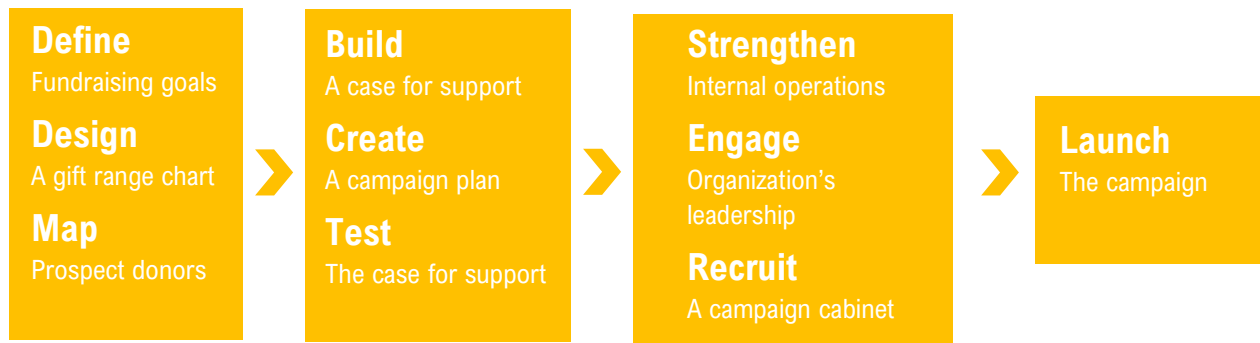 Define
Fundraising goals
Design
A gift range chart
Map
Prospect donors
Build
A case for support
Create
A campaign plan
Test
The case for support
Strengthen
Internal operations
Engage
Organization's
leadership
Recruit
A campaign cabinet
Launch
The campaign